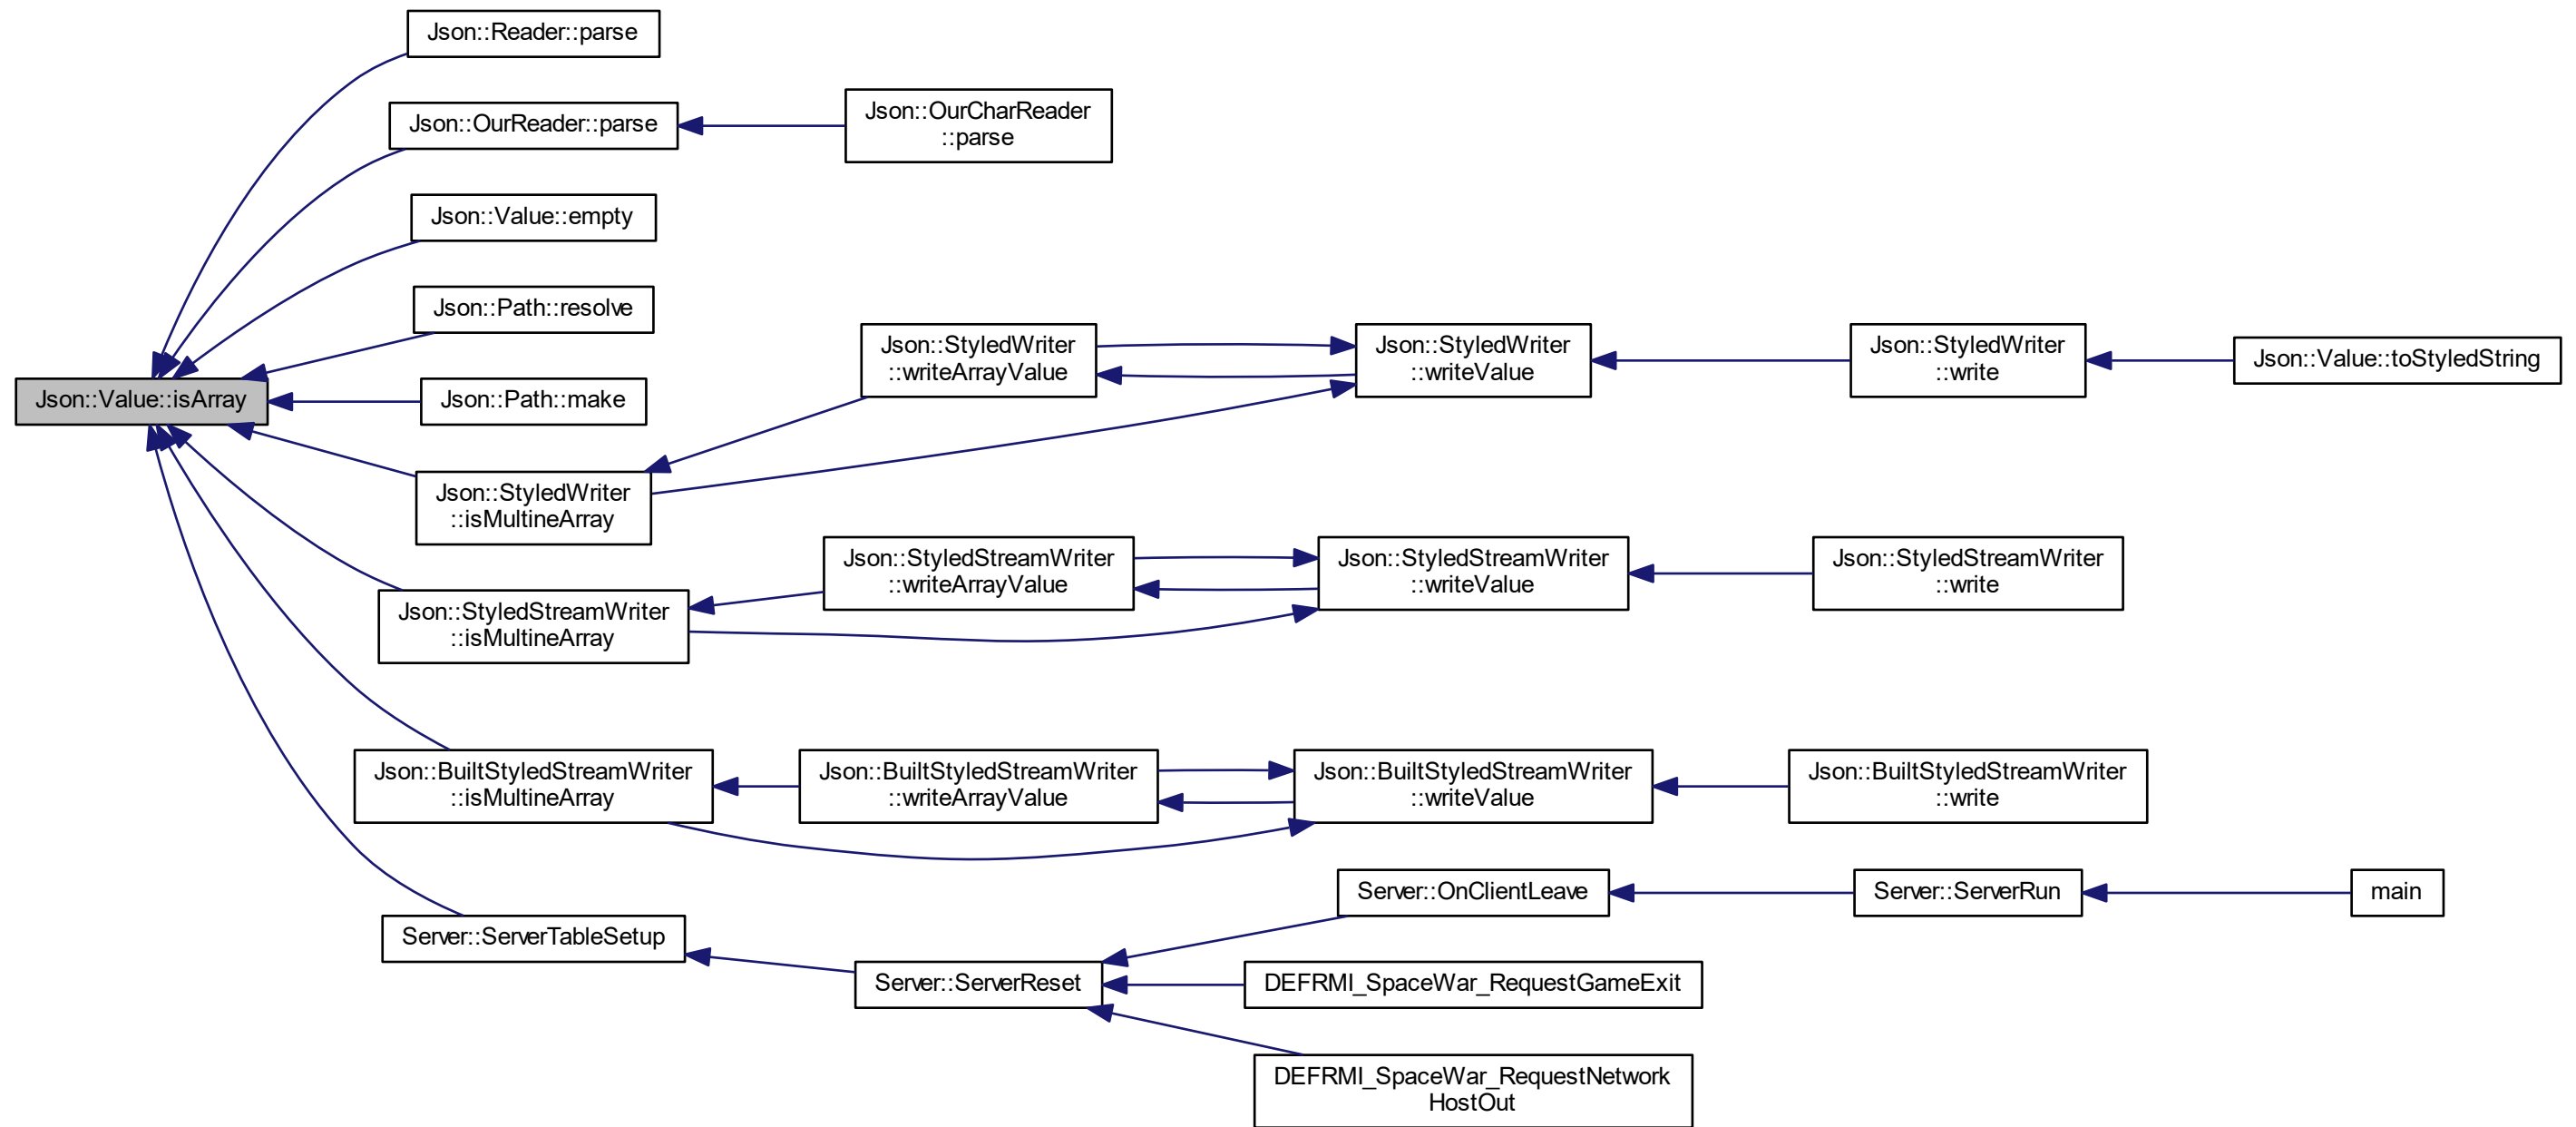 Json::Reader::parse
Json::OurReader::parse
Json::OurCharReader
::parse
Json::Value::empty
Json::Path::resolve
Json::Value::isArray
Json::Path::make
Json::StyledWriter
::writeArrayValue
Json::StyledWriter
::writeValue
Json::StyledWriter
::write
Json::Value::toStyledString
Json::StyledWriter
::isMultineArray
Json::StyledStreamWriter
::writeArrayValue
Json::StyledStreamWriter
::writeValue
Json::StyledStreamWriter
::write
Json::StyledStreamWriter
::isMultineArray
Json::BuiltStyledStreamWriter
::isMultineArray
Json::BuiltStyledStreamWriter
::writeArrayValue
Json::BuiltStyledStreamWriter
::writeValue
Json::BuiltStyledStreamWriter
::write
Server::OnClientLeave
Server::ServerRun
main
Server::ServerTableSetup
Server::ServerReset
DEFRMI_SpaceWar_RequestGameExit
DEFRMI_SpaceWar_RequestNetwork
HostOut